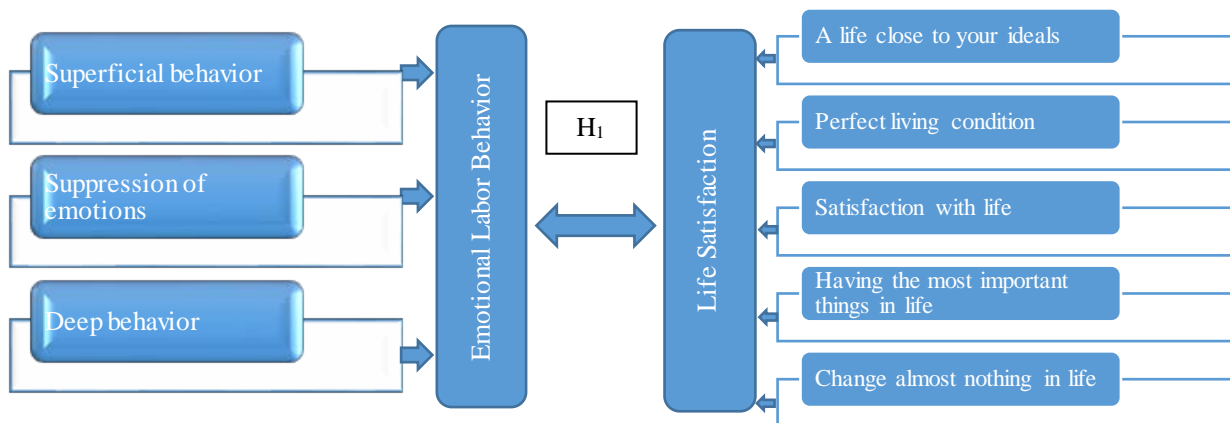 Superficial behavior
Suppression of
emotions
Deep behavior
Emotional Labor Behavior
H₁
Life Satisfaction
A life close to your ideals
Perfect living condition
Satisfaction with life
Having the most important
things in life
Change almost nothing in life